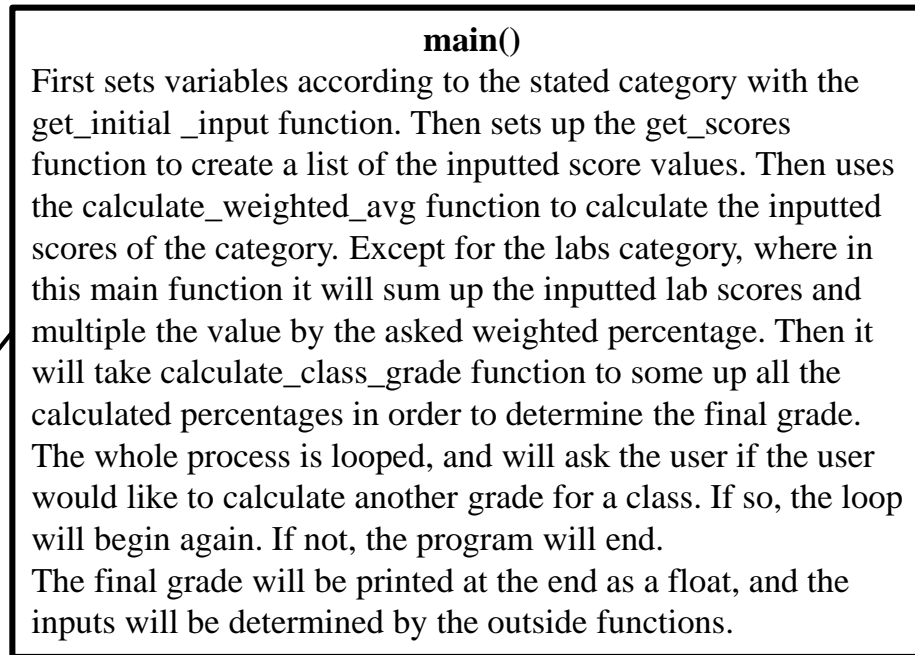 main()
First sets variables according to the stated category with the
get_initial _input function. Then sets up the get_scores
function to create a list of the inputted score values. Then uses
the calculate_weighted_avg function to calculate the inputted
scores of the category. Except for the labs category, where in
this main function it will sum up the inputted lab scores and
multiple the value by the asked weighted percentage. Then it
will take calculate_class_grade function to some up all the
calculated percentages in order to determine the final grade.
The whole process is looped, and will ask the user if the user
would like to calculate another grade for a class. If so, the loop
will begin again. If not, the program will end.
The final grade will be printed at the end as a float, and the
inputs will be determined by the outside functions.